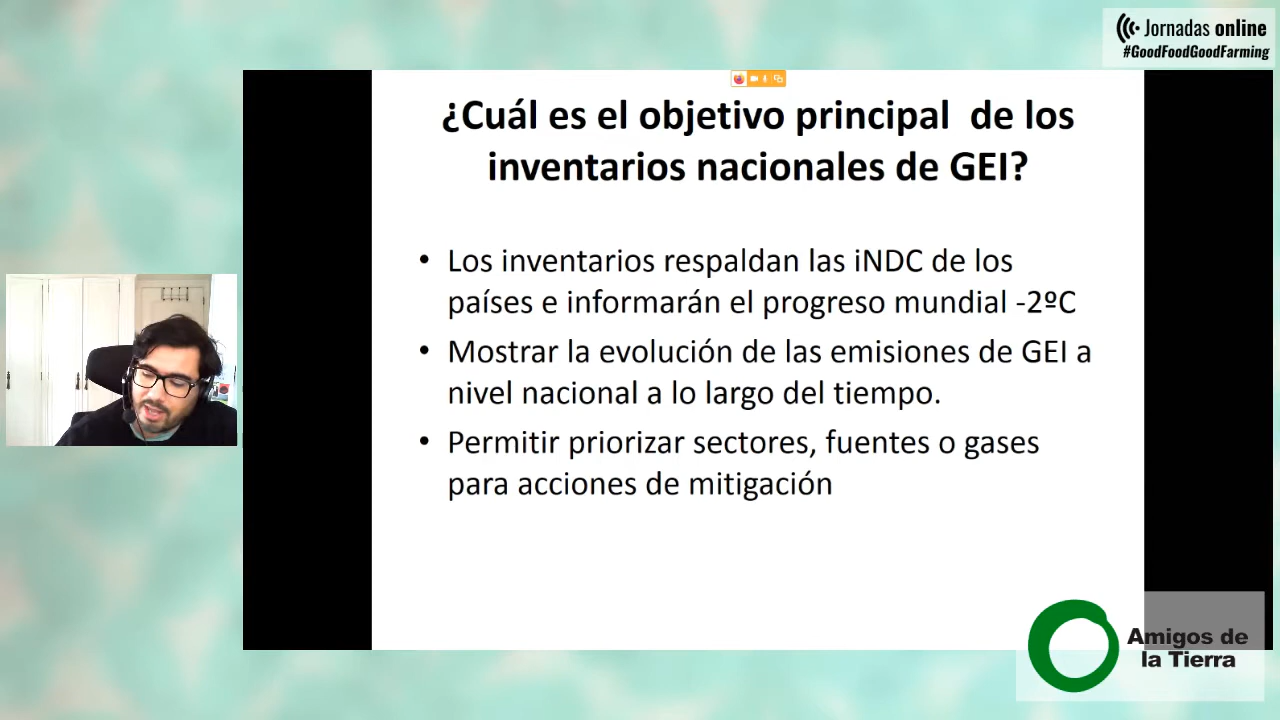 Jornadas online
#GoodFoodGoodFarming
¿Cuál es el objetivo principal de los
inventarios nacionales de GEI?
• Los inventarios respaldan las iNDC de los
países e informarán el progreso mundial -2ºC
• Mostrar la evolución de las emisiones de GEI a
nivel nacional a lo largo del tiempo.
• Permitir priorizar sectores, fuentes o gases
para acciones de mitigación
Amigos de
la Tierra